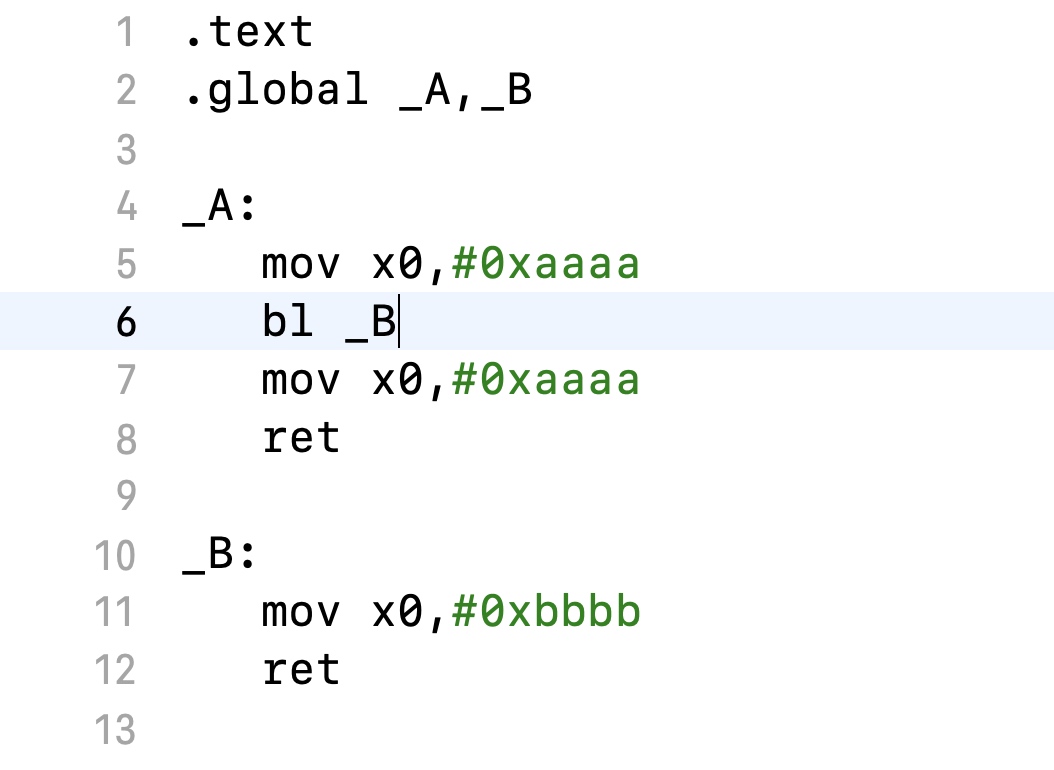 1 .text
2 .global _A,_B
3
4 _A:
5 mov x0,#0xaaaa
6 bl _B
7 mov x0,#0xaaaa
8 ret
9
10 _B:
11 mov x0,#0xbbbb
12 ret
13